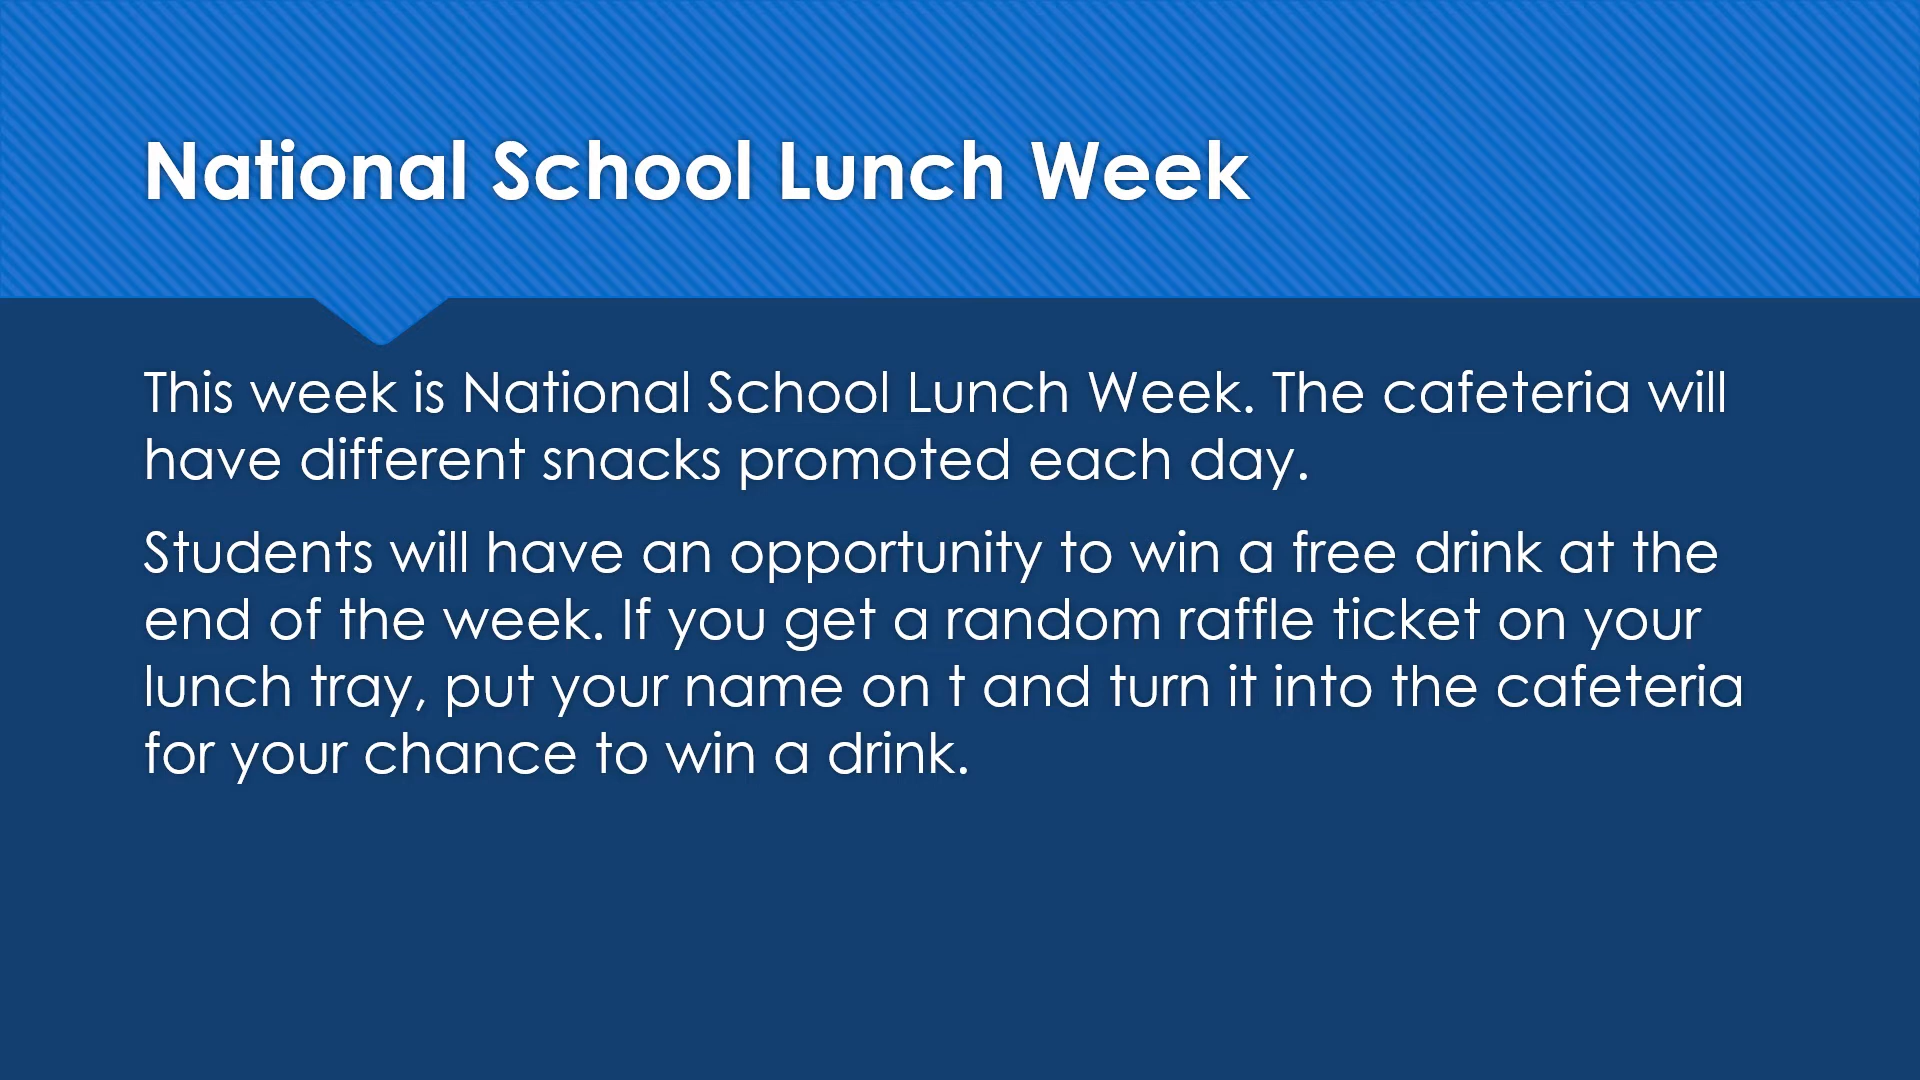 National School Lunch Week
This week is National School Lunch Week. The cafeteria will
have different snacks promoted each day.
Students will have an opportunity to win a free drink at the
end of the week. If you get a random raffle ticket on your
lunch tray, put your name on t and turn it into the cafeteria
for your chance to win a drink.